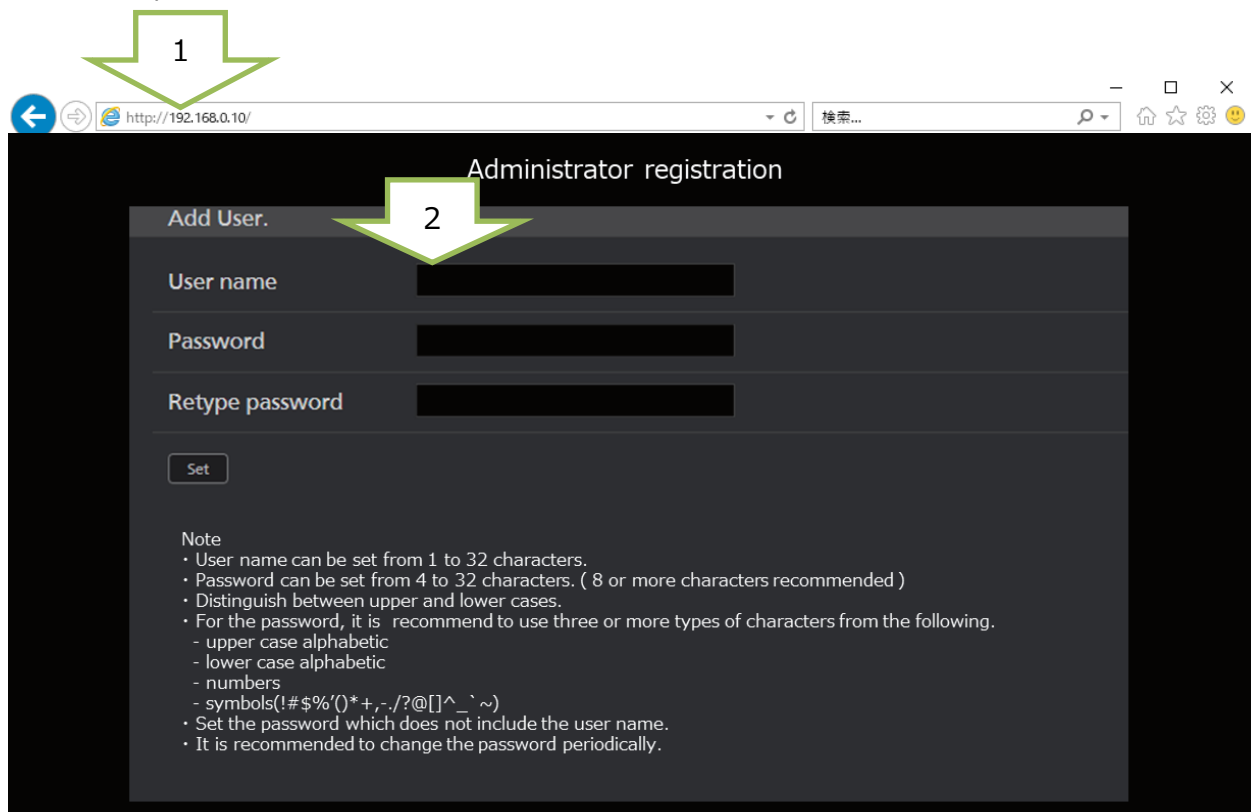 1
http://192.168.0.10/
検索...
Administrator registration
Add User.
2
User name
Password
Retype password
Set
Note
・User name can be set from 1 to 32 characters.
・Password can be set from 4 to 32 characters. ( 8 or more characters recommended )
・Distinguish between upper and lower cases.
・For the password, it is  recommend to use three or more types of characters from the following.
- upper case alphabetic
- lower case alphabetic
- numbers
- symbols(!#$%'()*+,-./?@[]^_`~)
・Set the password which does not include the user name.
・It is recommended to change the password periodically.